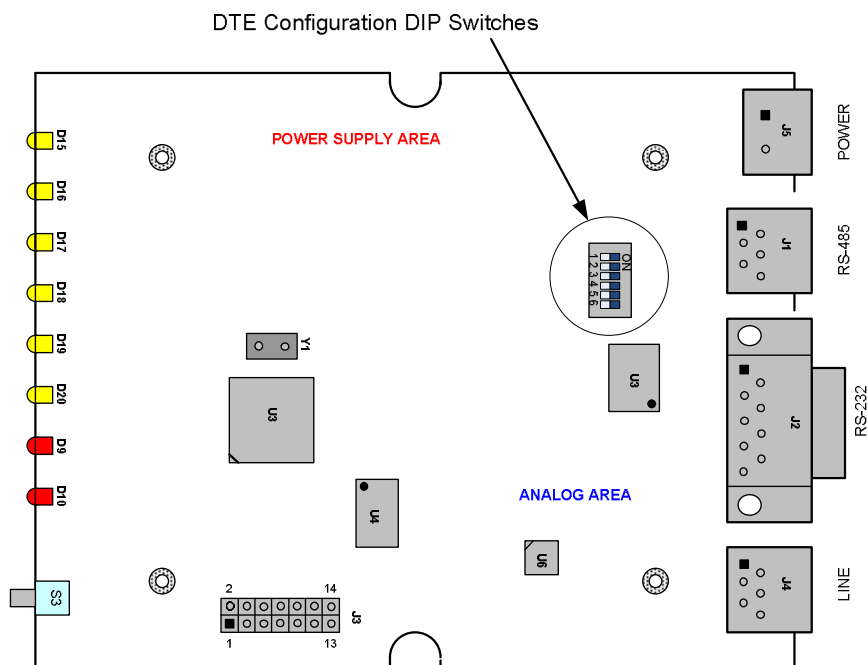 DTE Configuration DIP Switches
POWER SUPPLY AREA
D15
D16
D17
D18
D19
D20
D9
D10
S3
Y1
U3
U4
2
14
1
13
J3
ON
1
2
3
4
5
6
U3
ANALOG AREA
U6
J5
POWER
J1
RS-485
J2
RS-232
J4
LINE